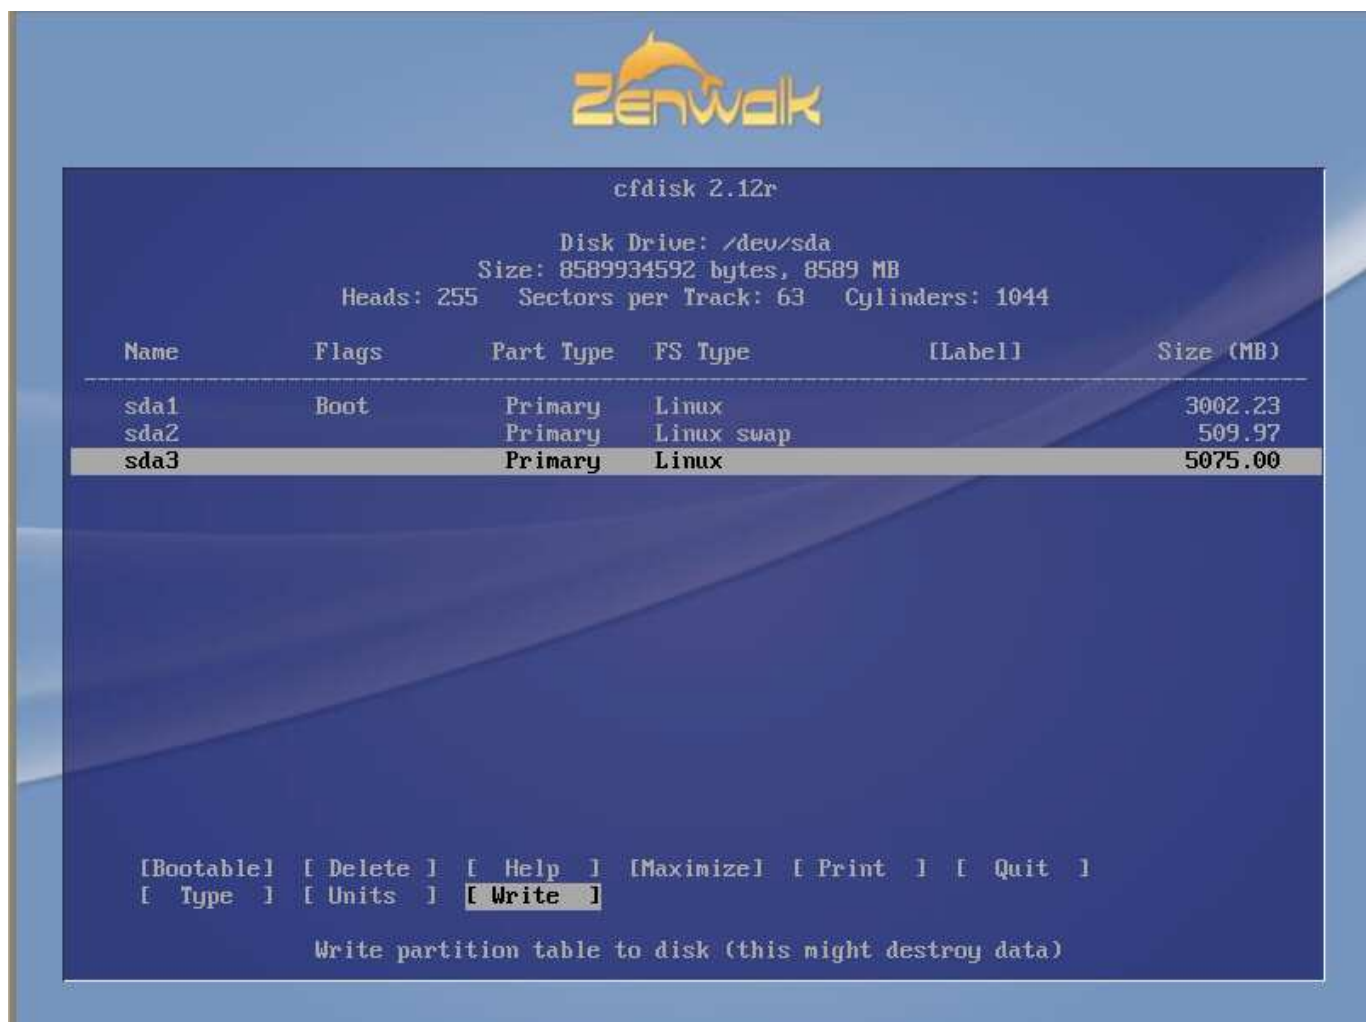 Zenwalk
cfdisk 2.12r
Disk Drive: /dev/sda
Size: 8589934592 bytes, 8589 MB
Heads: 255 Sectors per Track: 63 Cylinders: 1044
Name Flags Part Type FS Type [Label] Size (MB)
sda1 Boot Primary Linux 3002.23
sda2 Primary Linux swap 509.97
sda3 Primary Linux 5075.00
[Bootable] [ Delete ] [ Help ] [Maximize] [ Print ] [ Quit ]
[ Type ] [ Units ] [ Write ]
Write partition table to disk (this might destroy data)